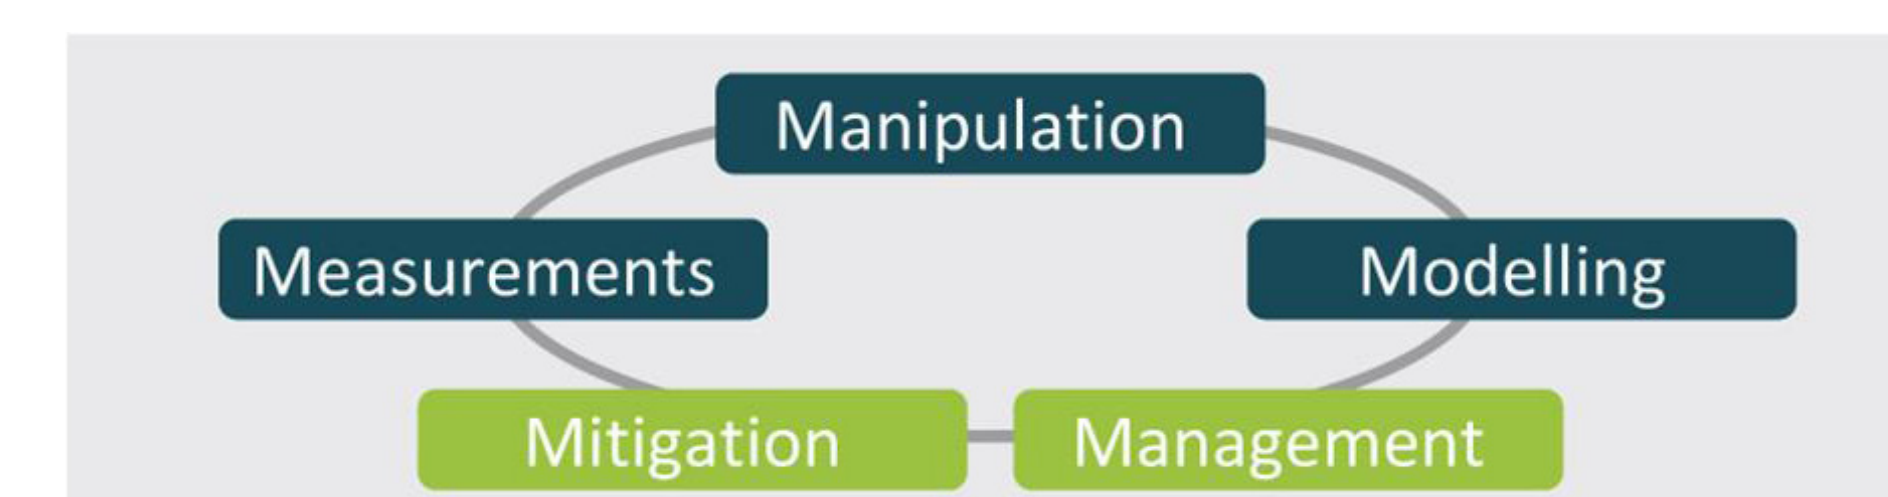 Manipulation
Measurements
Modelling
Mitigation
Management